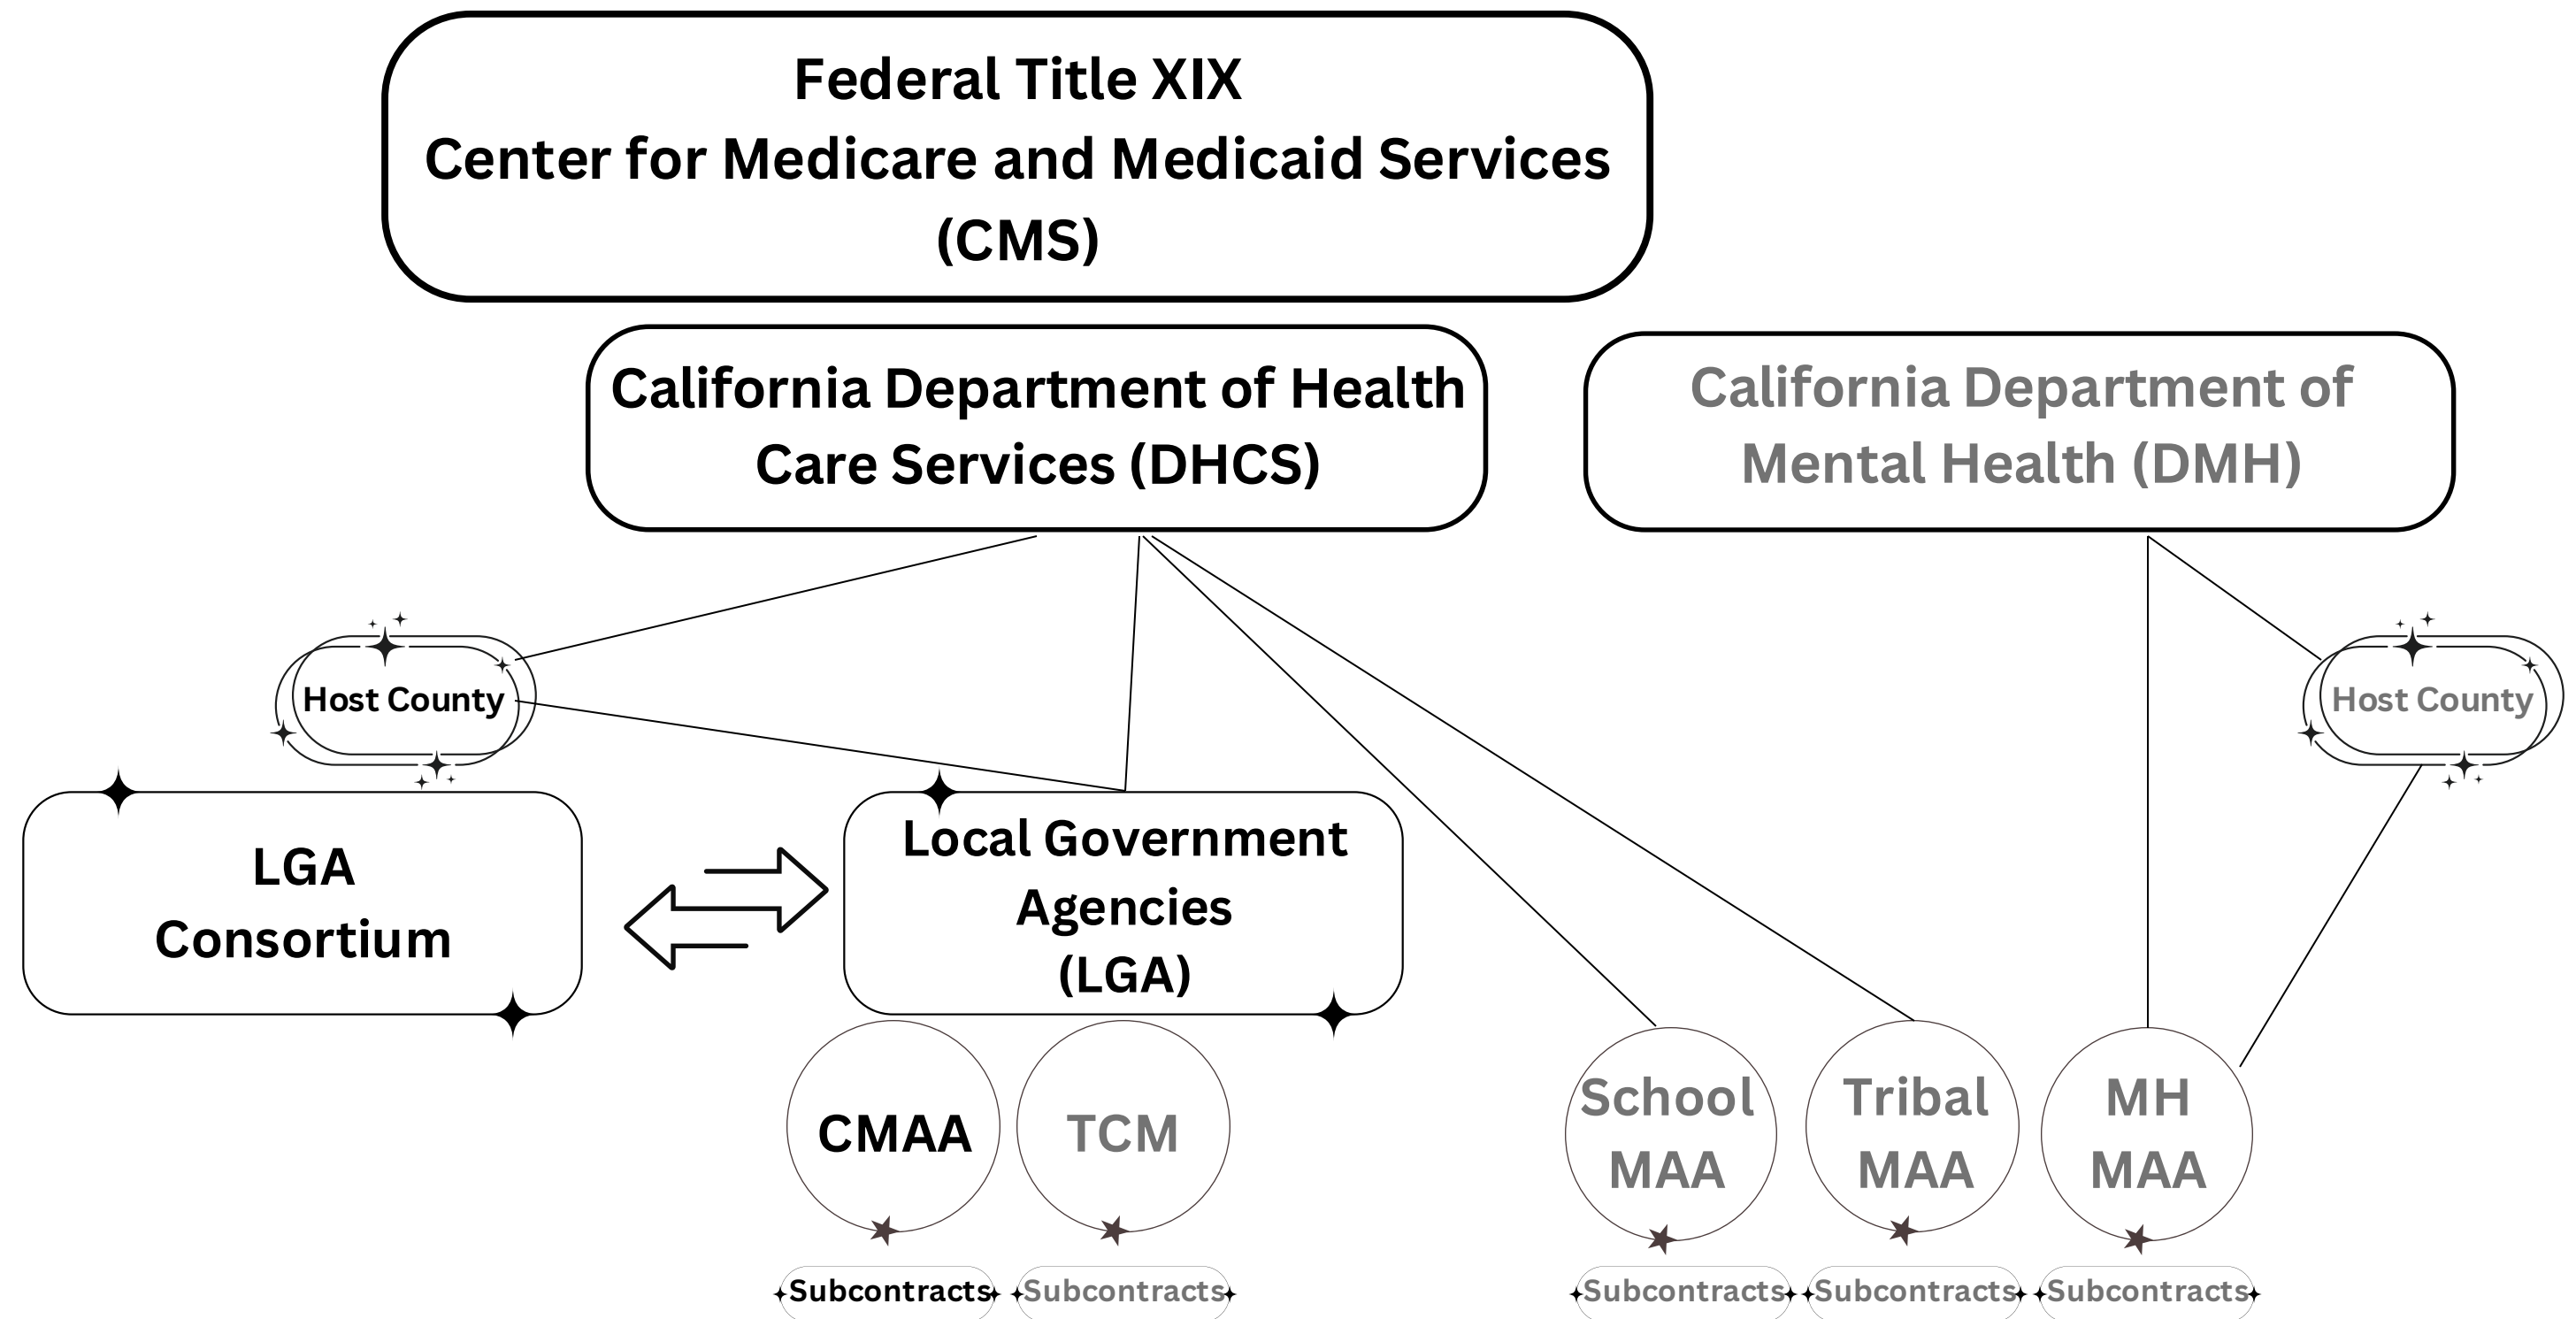 Federal Title XIX
Center for Medicare and Medicaid Services
(CMS)
California Department of Health
Care Services (DHCS)
California Department of
Mental Health (DMH)
Host County
Host County
LGA
Consortium
Local Government
Agencies
(LGA)
CMAA
TCM
School
MAA
Tribal
MAA
MH
MAA
Subcontracts
Subcontracts
Subcontracts
Subcontracts
Subcontracts